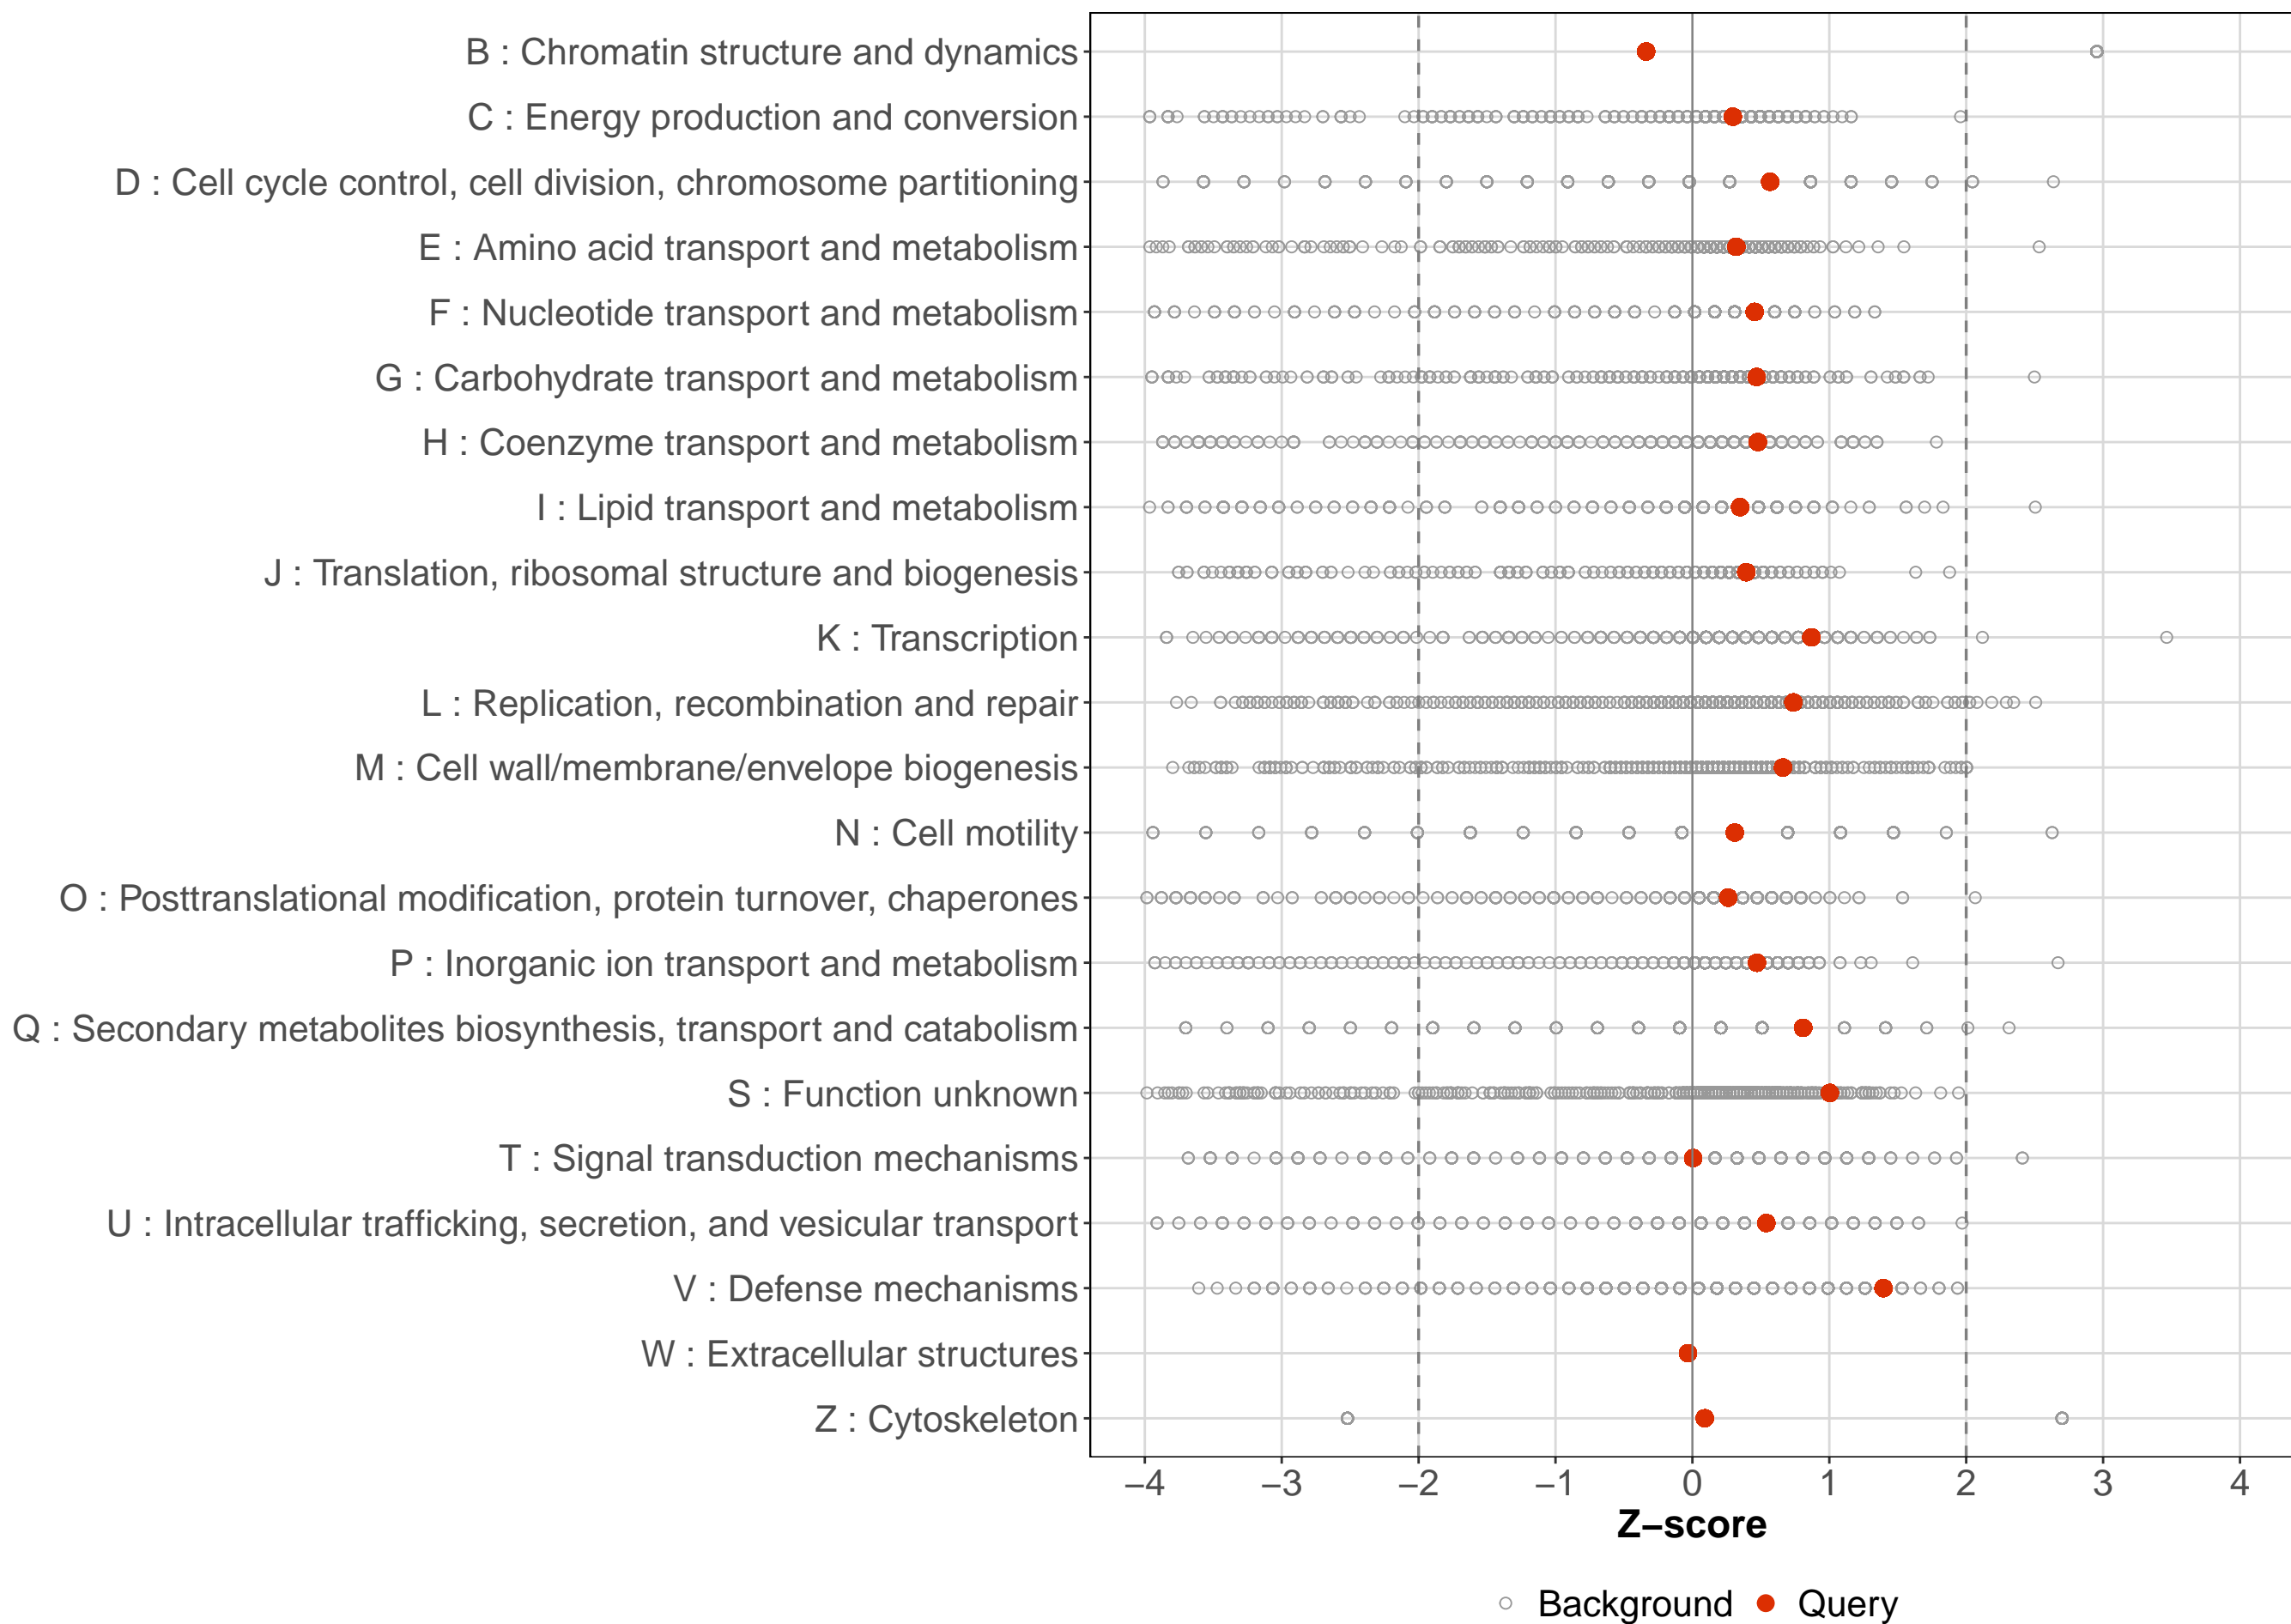 B : Chromatin structure and dynamics
C : Energy production and conversion
D : Cell cycle control, cell division, chromosome partitioning
E : Amino acid transport and metabolism
F : Nucleotide transport and metabolism
G : Carbohydrate transport and metabolism
H : Coenzyme transport and metabolism
I : Lipid transport and metabolism
J : Translation, ribosomal structure and biogenesis
K : Transcription
L : Replication, recombination and repair
M : Cell wall/membrane/envelope biogenesis
N : Cell motility
O : Posttranslational modification, protein turnover, chaperones
P : Inorganic ion transport and metabolism
Q : Secondary metabolites biosynthesis, transport and catabolism
S : Function unknown
T : Signal transduction mechanisms
U : Intracellular trafficking, secretion, and vesicular transport
V : Defense mechanisms
W : Extracellular structures
Z : Cytoskeleton
−4 −3 −2 −1 0 1 2 3 4
Z−score
Background Query